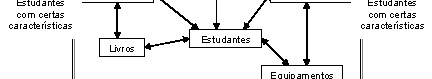 Estudantes
com certas
características
Estudantes
com certas
características
Estudantes
Livros
Equipamentos